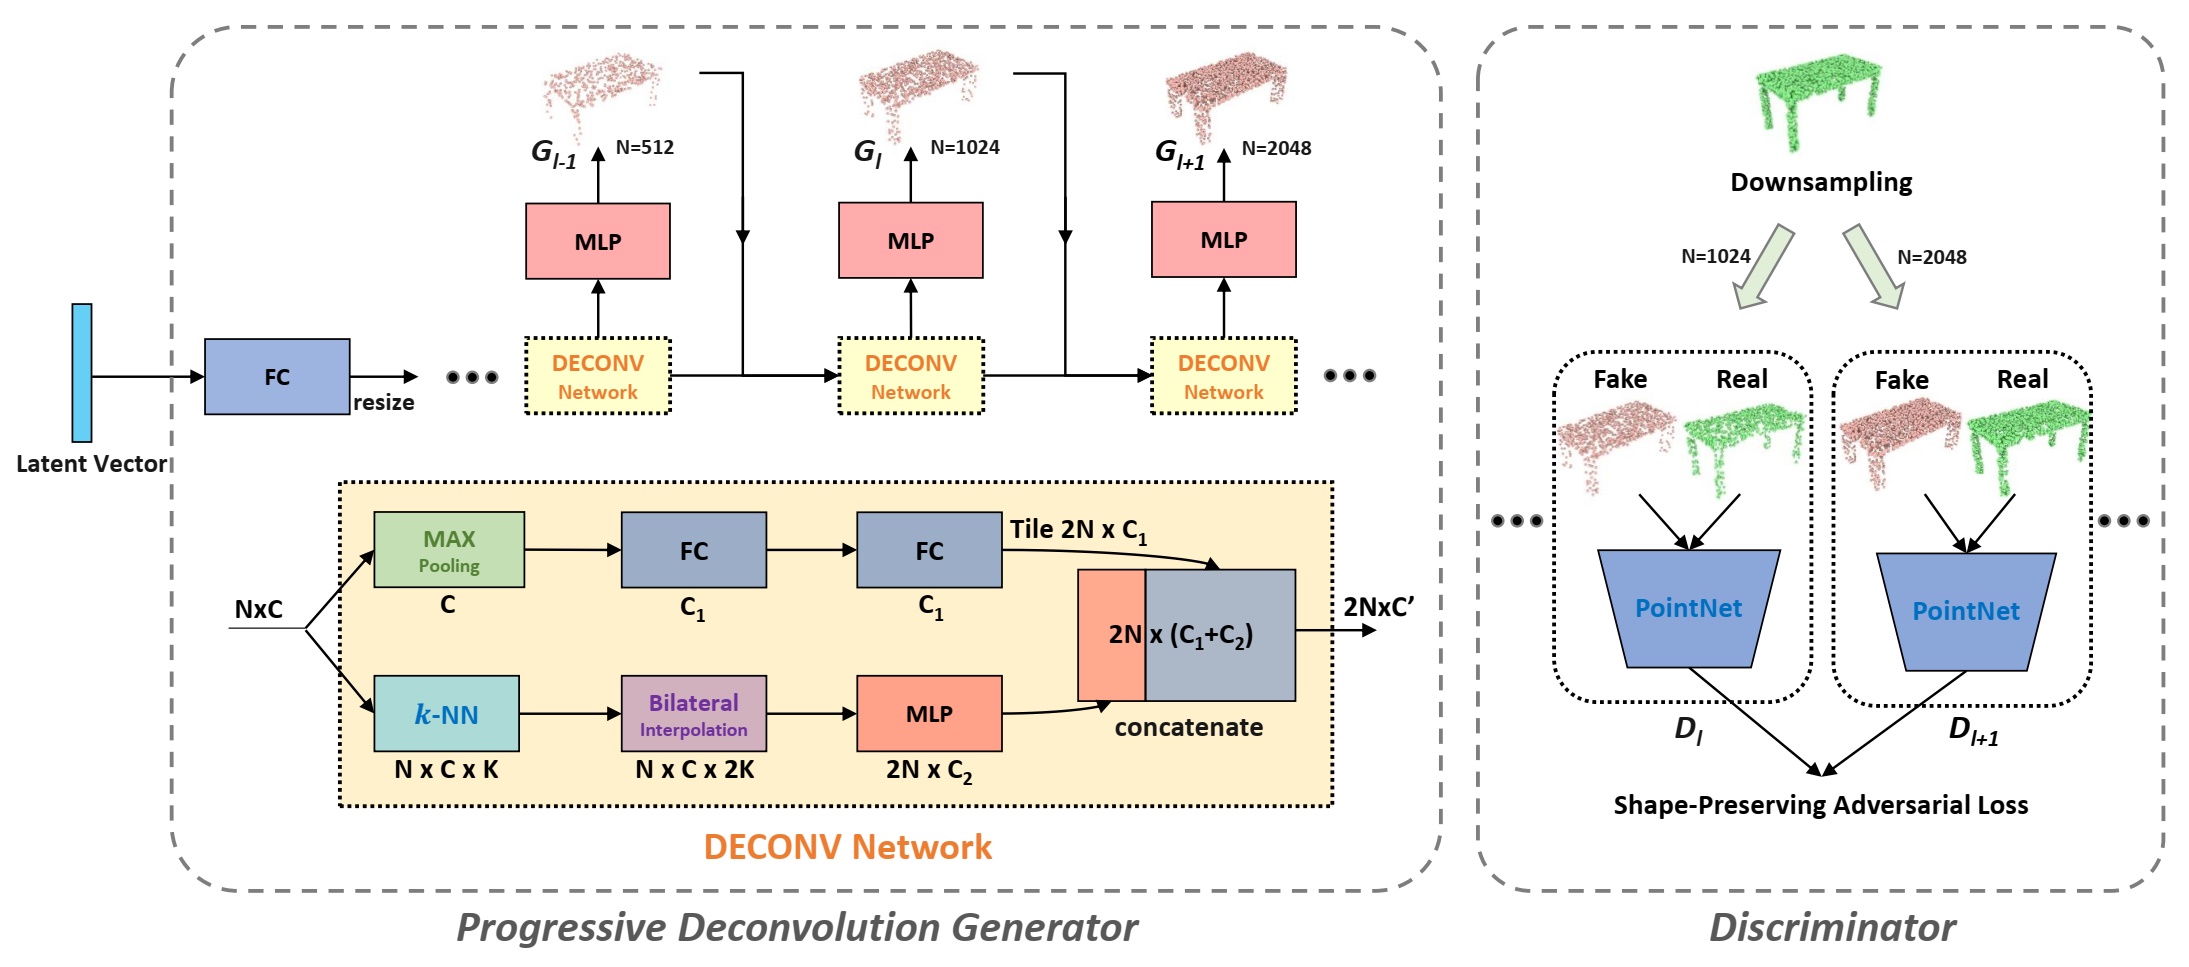 G_{l-1} N=512
G_l N=1024
G_{l+1} N=2048
MLP
MLP
MLP
Latent Vector
FC
resize
DECONV
Network
DECONV
Network
DECONV
Network
NxC
MAX
Pooling
C
FC
C_1
FC
C_1
Tile 2N x C_1
k-NN
N x C x K
Bilateral
Interpolation
N x C x 2K
MLP
2N x C_2
2N x (C_1+C_2)
concatenate
2NxC’
DECONV Network
Progressive Deconvolution Generator
Downsampling
N=1024
N=2048
Fake Real
Fake Real
PointNet
PointNet
D_l
D_{l+1}
Shape-Preserving Adversarial Loss
Discriminator